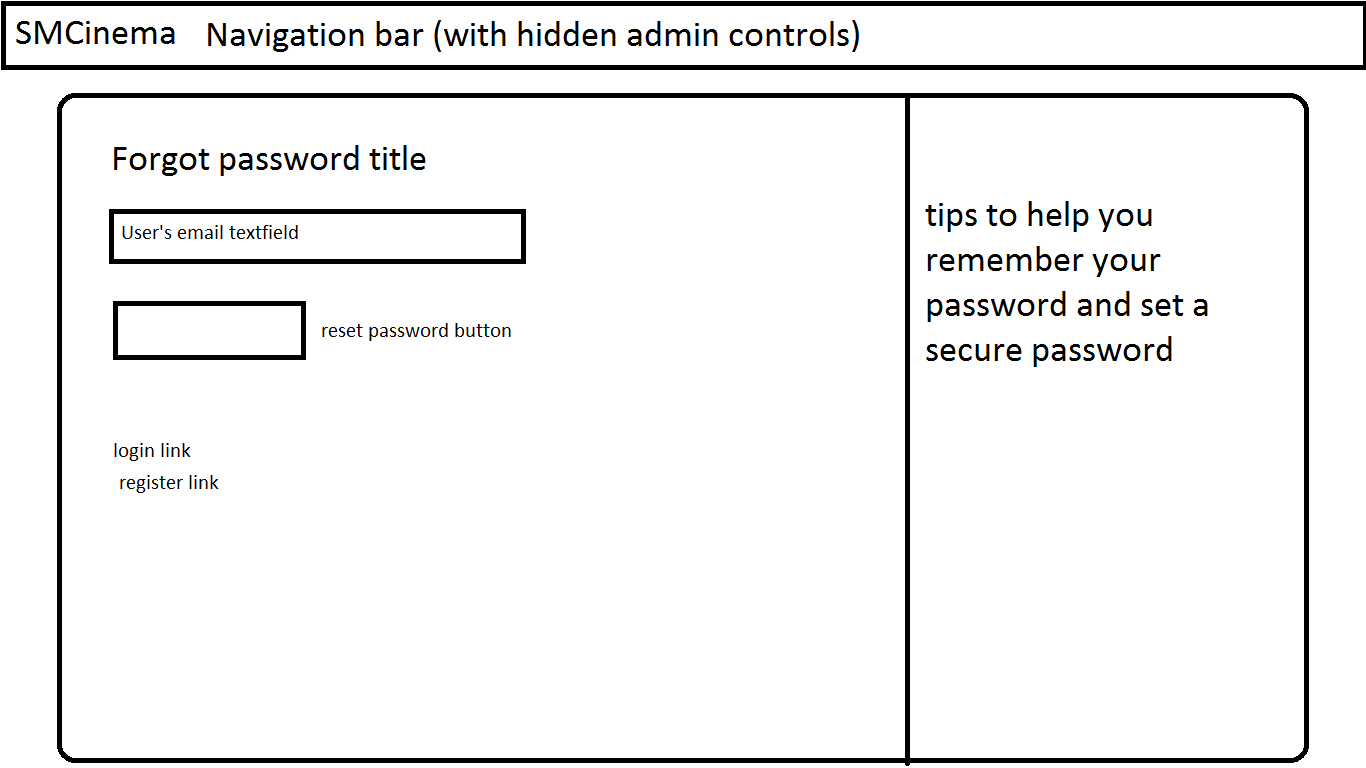 SMCinema Navigation bar (with hidden admin controls)
Forgot password title
User's email textfield
reset password button
login link
register link
tips to help you
remember your
password and set a
secure password